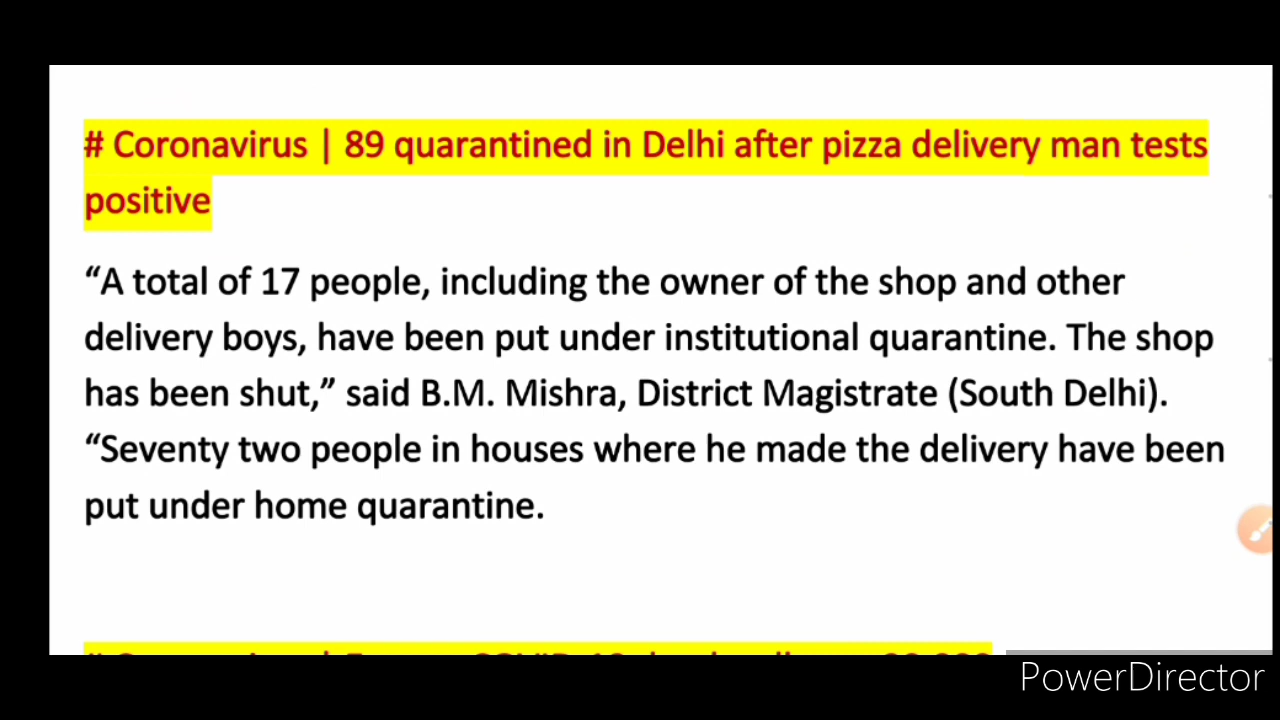 # Coronavirus | 89 quarantined in Delhi after pizza delivery man tests
positive
“A total of 17 people, including the owner of the shop and other
delivery boys, have been put under institutional quarantine. The shop
has been shut,” said B.M. Mishra, District Magistrate (South Delhi).
“Seventy two people in houses where he made the delivery have been
put under home quarantine.
PowerDirector